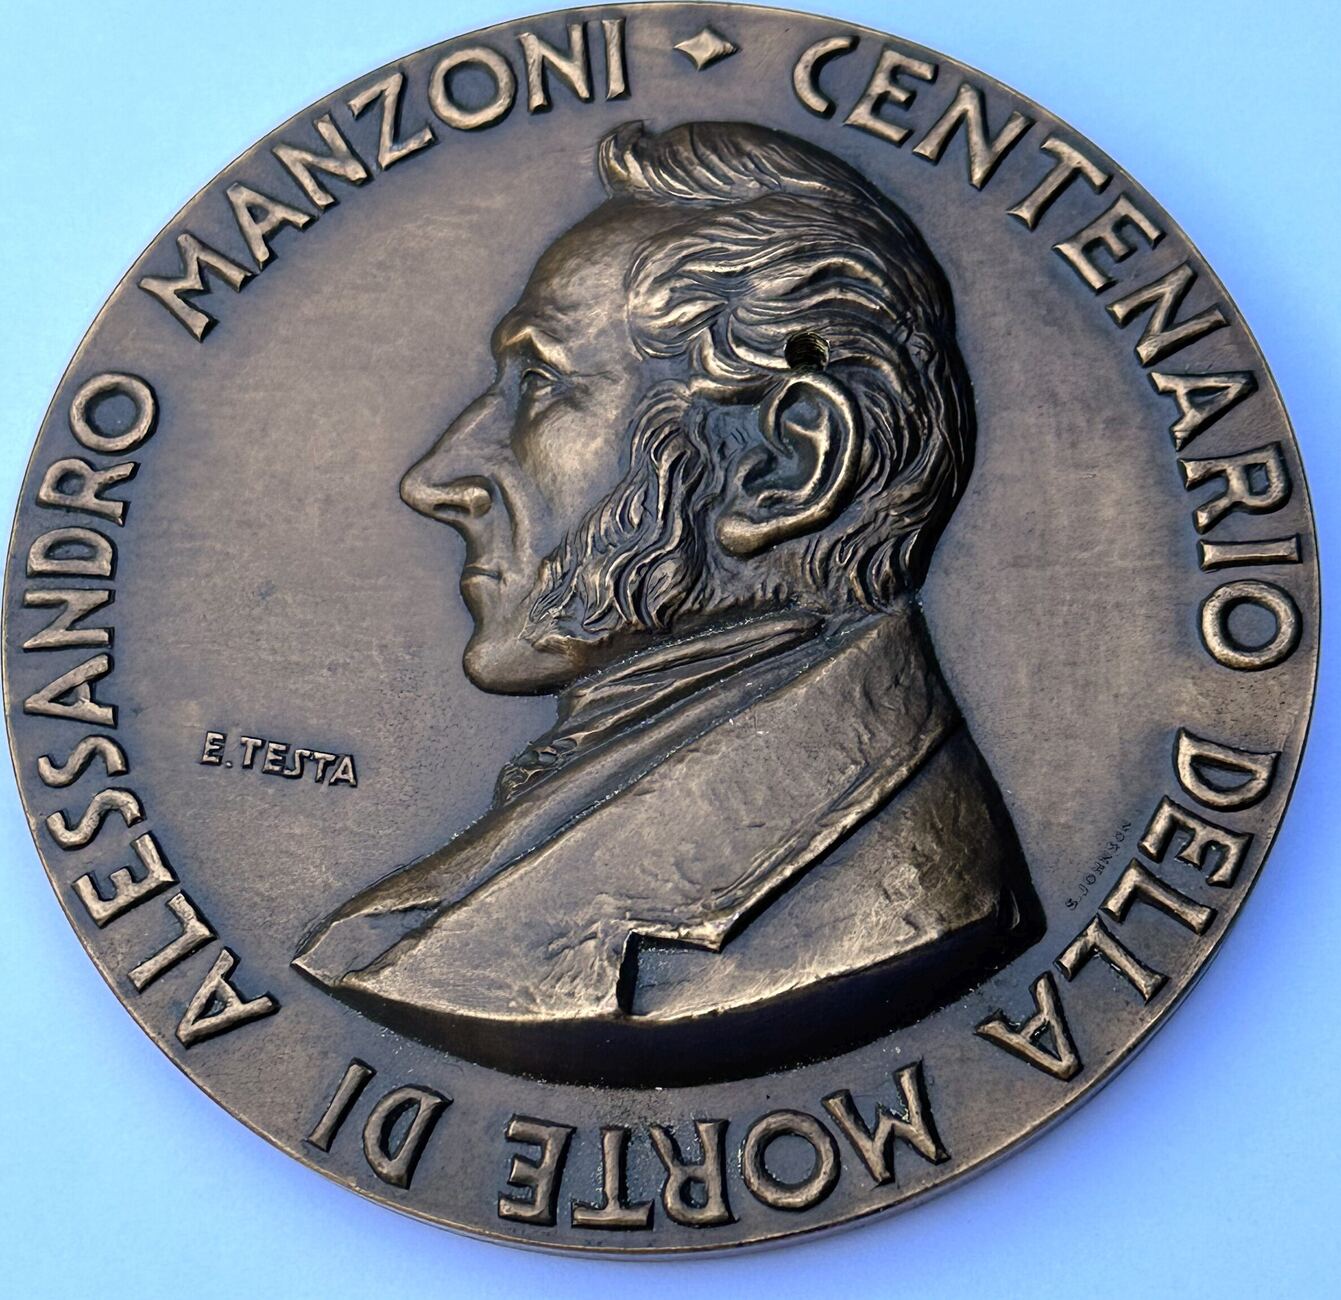 CENTENARIO DELLA MORTE DI ALESSANDRO MANZONI
E. TESTA
S. JOHNSON